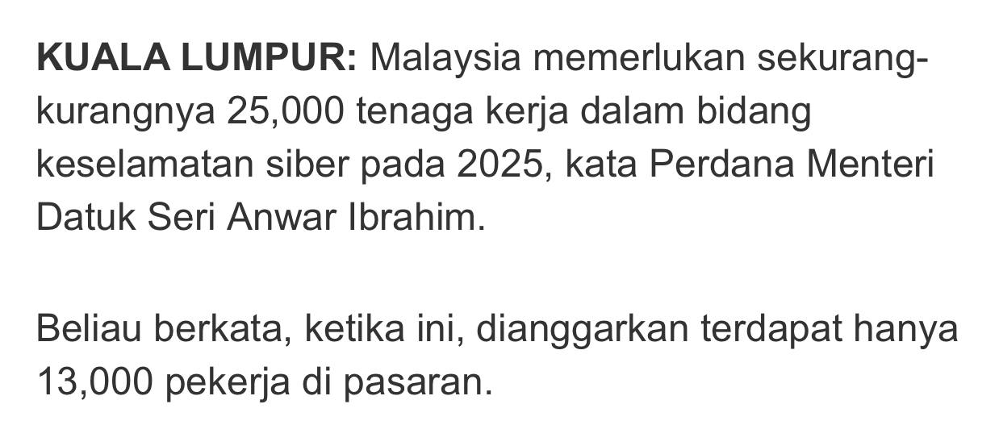 KUALA LUMPUR: Malaysia memerlukan sekurang-
kurangnya 25,000 tenaga kerja dalam bidang
keselamatan siber pada 2025, kata Perdana Menteri
Datuk Seri Anwar Ibrahim.
Beliau berkata, ketika ini, dianggarkan terdapat hanya
13,000 pekerja di pasaran.